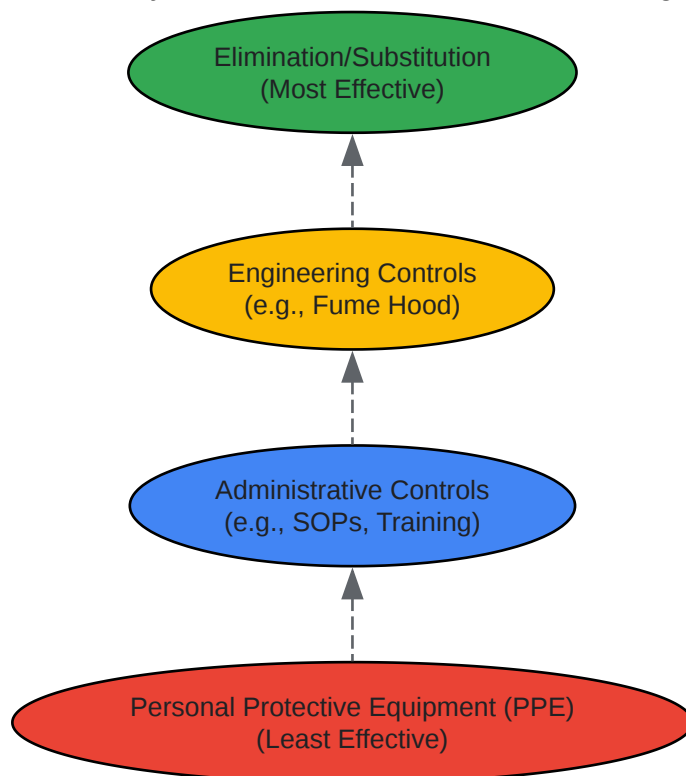 Elimination/Substitution
(Most Effective)
Engineering Controls
(e.g., Fume Hood)
Administrative Controls
(e.g., SOPs, Training)
Personal Protective Equipment (PPE)
(Least Effective)